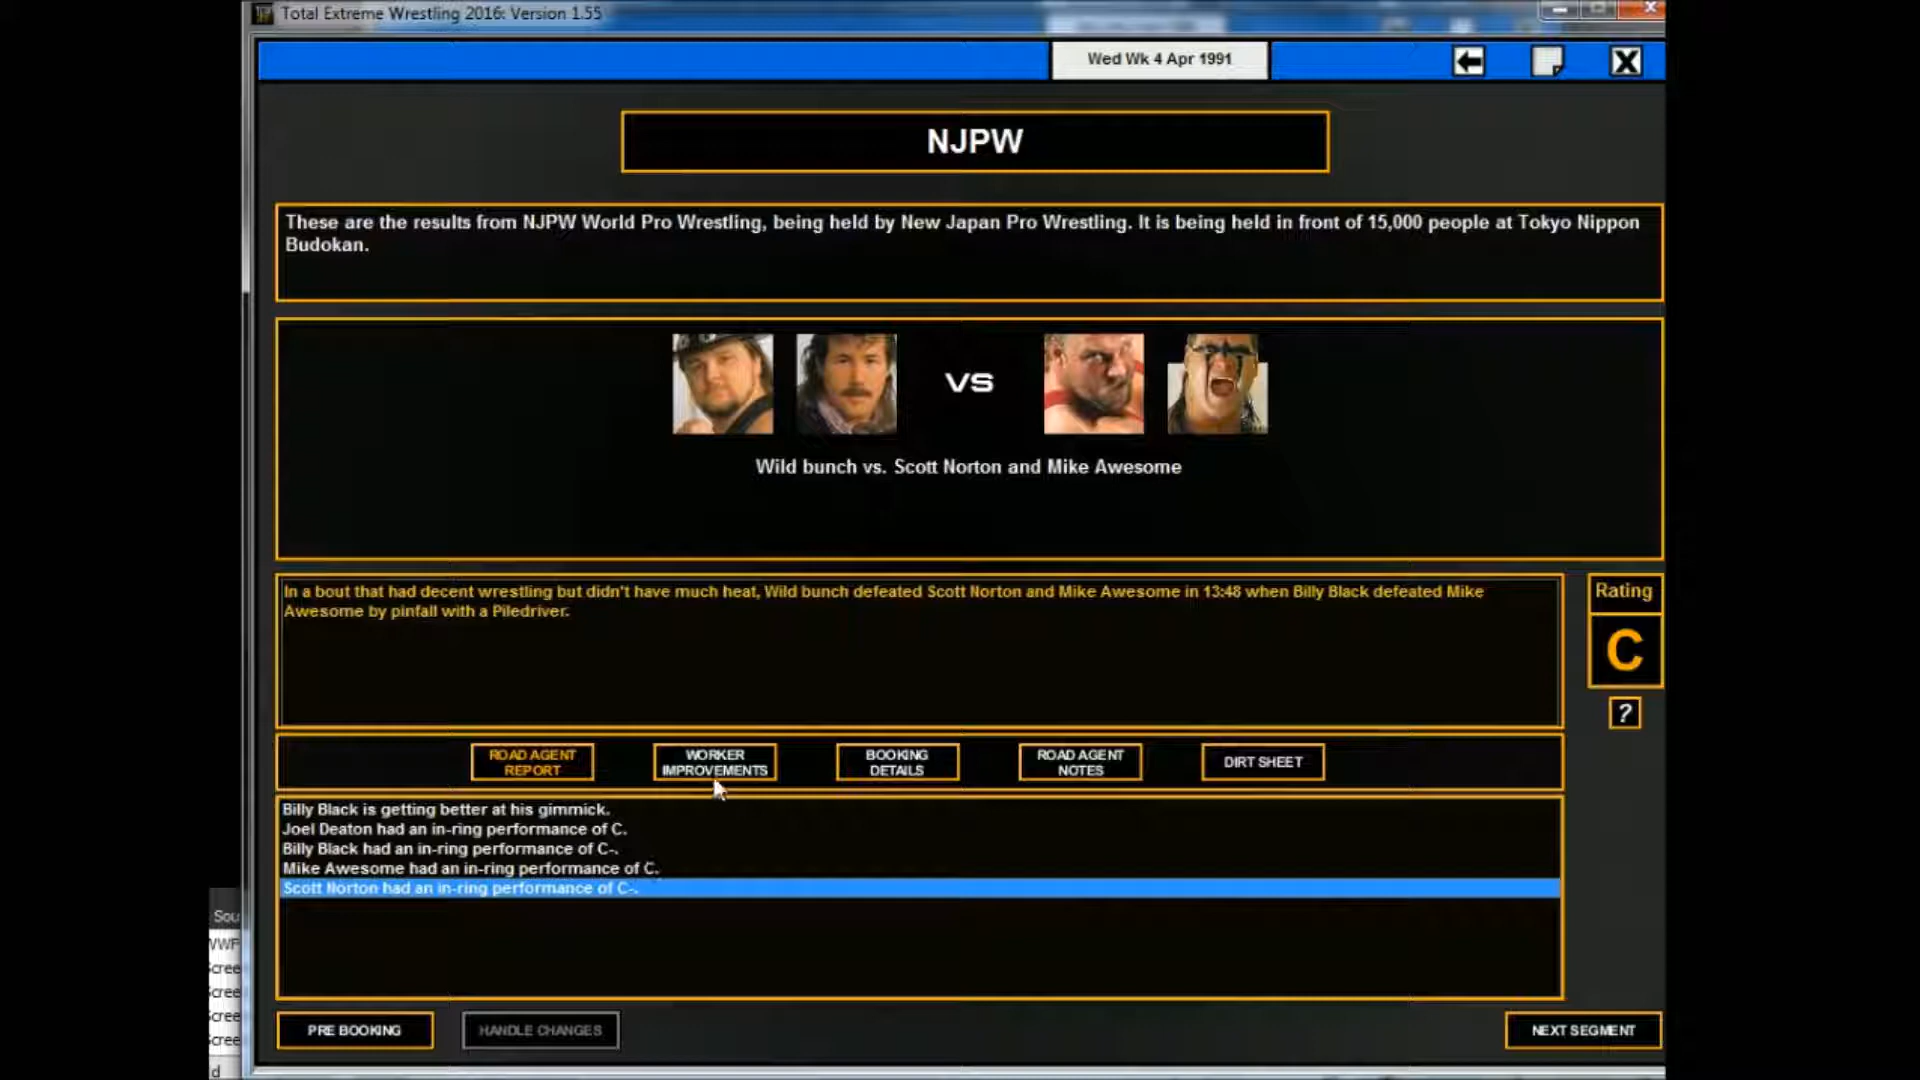 Total Extreme Wrestling 2016: Version 1.55
Wed Wk 4 Apr 1991
X
NJPW
These are the results from NJPW World Pro Wrestling, being held by New Japan Pro Wrestling. It is being held in front of 15,000 people at Tokyo Nippon
Budokan.
VS
Wild bunch vs. Scott Norton and Mike Awesome
In a bout that had decent wrestling but didn't have much heat, Wild bunch defeated Scott Norton and Mike Awesome in 13:48 when Billy Black defeated Mike
Awesome by pinfall with a Piledriver.
Rating
C
?
ROAD AGENT
REPORT
WORKER
IMPROVEMENTS
BOOKING
DETAILS
ROAD AGENT
NOTES
DIRT SHEET
Billy Black is getting better at his gimmick.
Joel Deaton had an in-ring performance of C.
Billy Black had an in-ring performance of C-.
Mike Awesome had an in-ring performance of C.
Scott Norton had an in-ring performance of C-.
Sou
WWF
Scree
Scree
Scree
Scree
d
PRE BOOKING
HANDLE CHANGES
NEXT SEGMENT